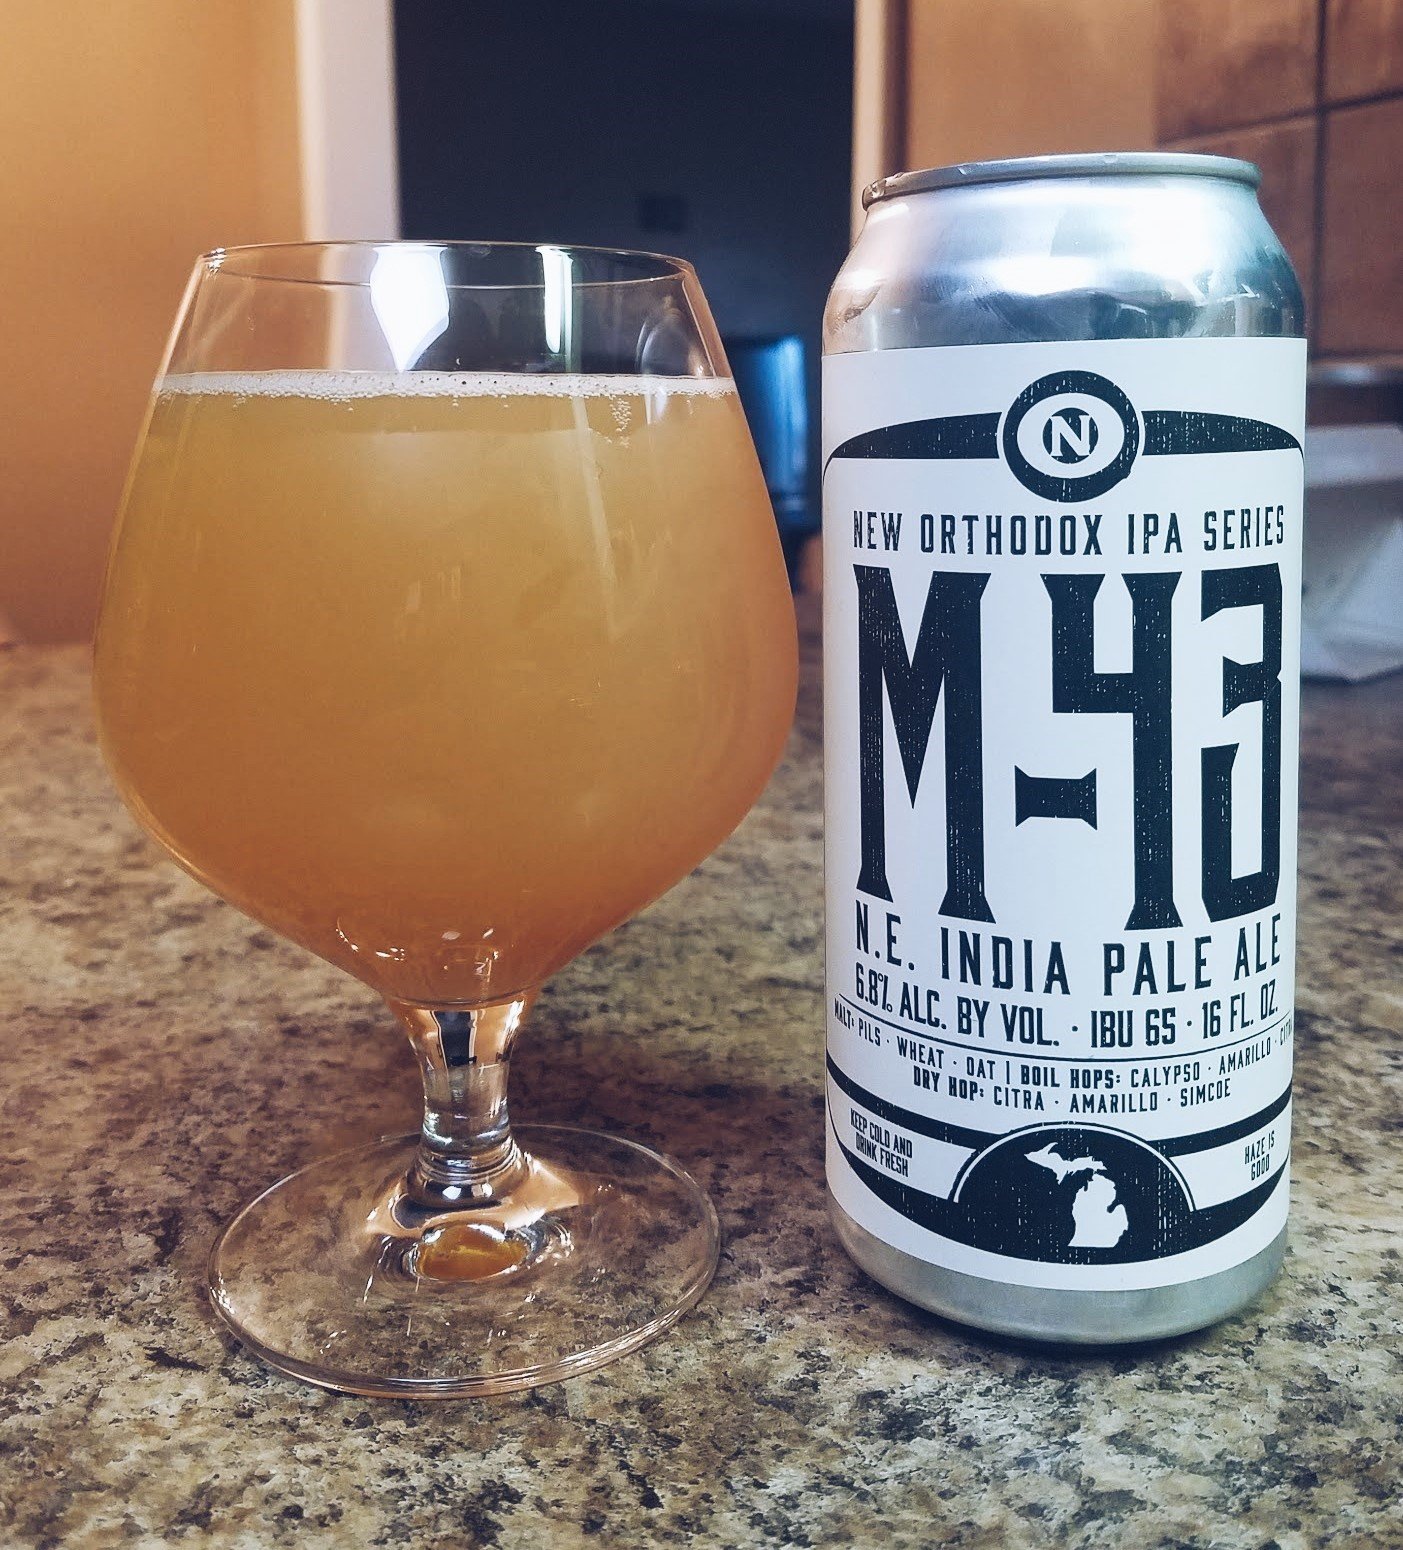 N
NEW ORTHODOX IPA SERIES
M-43
N.E. INDIA PALE ALE
6.8% ALC. BY VOL. · IBU 65 · 16 FL. OZ.
MALT: PILS · WHEAT · OAT | BOIL HOPS: CALYPSO · AMARILLO ·
DRY HOP: CITRA · AMARILLO · SIMCOE
KEEP COLD AND
DRINK FRESH
HAZE IS
GOOD